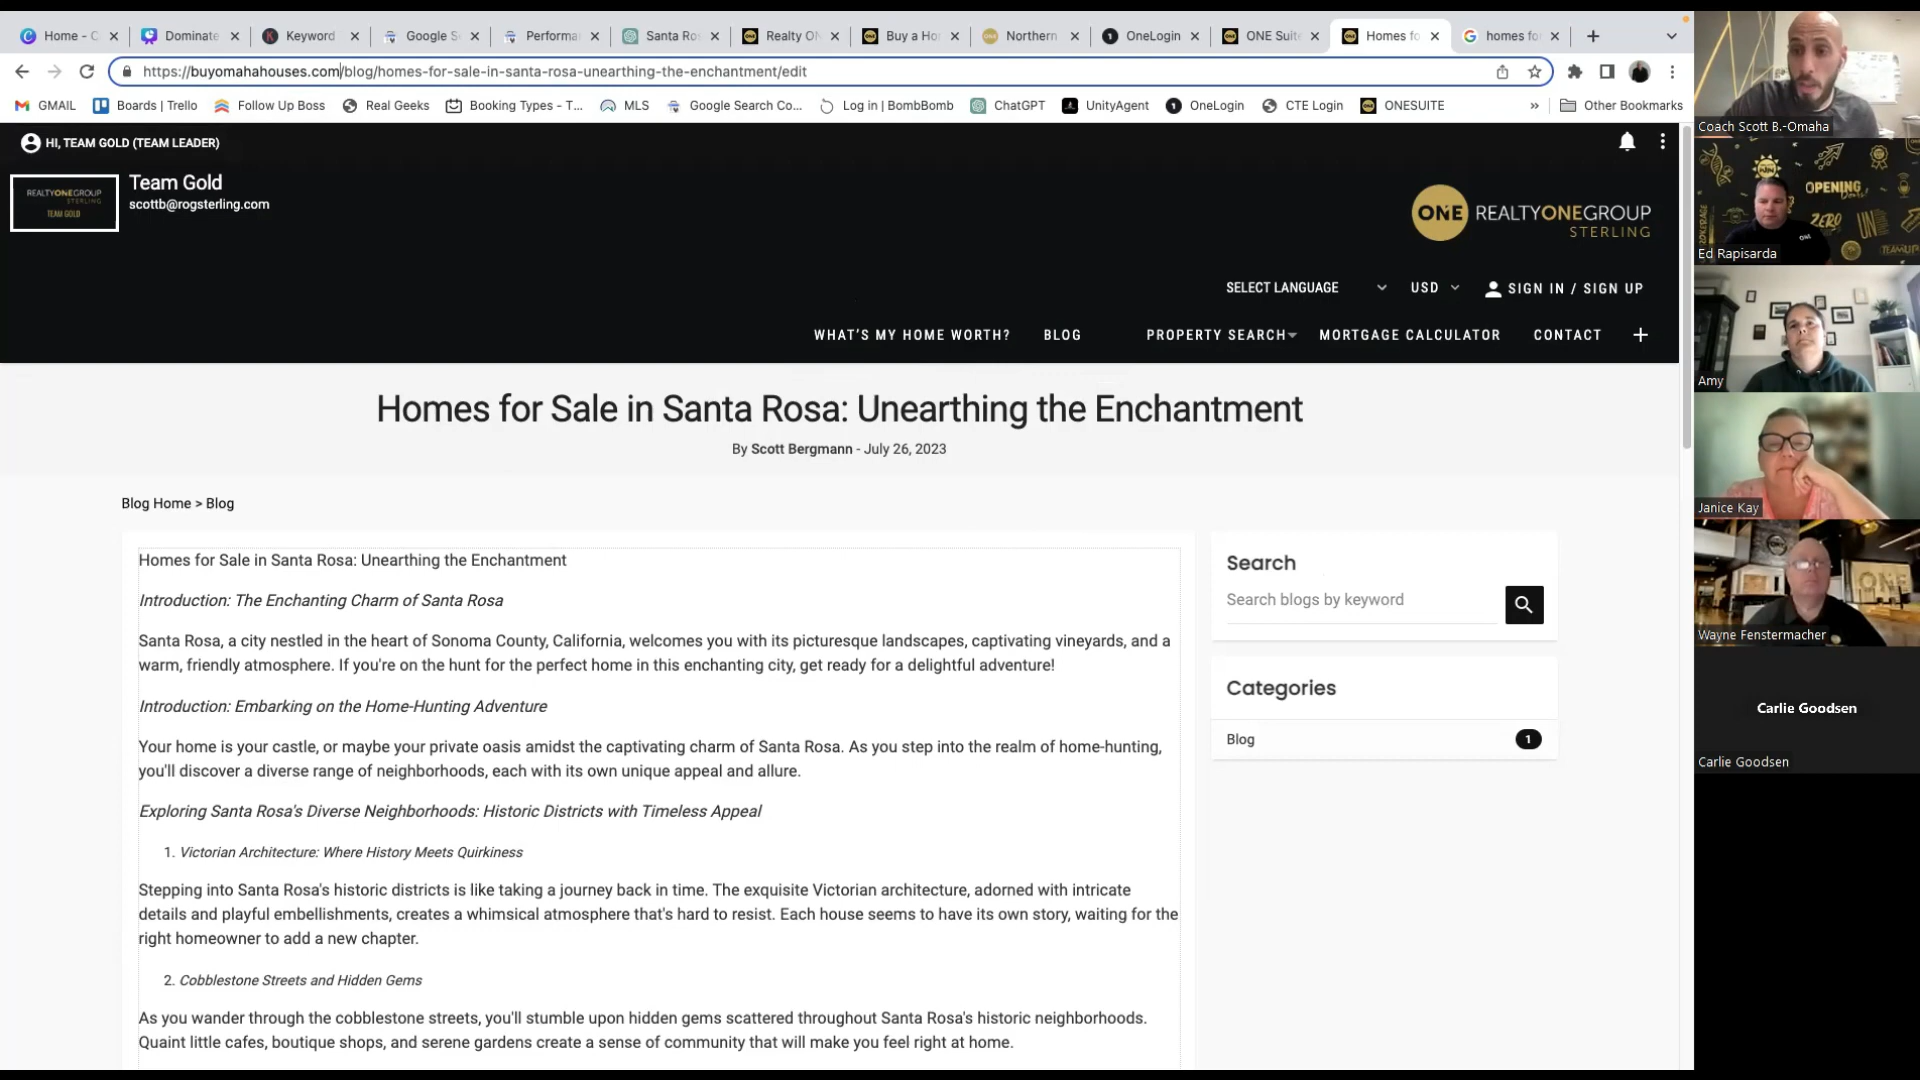 Home - C
Dominate
Keyword
Google S
Performa
Santa Ro
Realty ON
Buy a Ho
Northern
OneLogin
ONE Suite
Homes fo
homes fo
https://buyomahahouses.com/blog/homes-for-sale-in-santa-rosa-unearthing-the-enchantment/edit
GMAIL
Boards | Trello
Follow Up Boss
Real Geeks
Booking Types - T...
MLS
Google Search Co...
Log in | BombBomb
ChatGPT
UnityAgent
OneLogin
CTE Login
ONESUITE
»
Other Bookmarks
HI, TEAM GOLD (TEAM LEADER)
REALTYONEGROUP
STERLING
TEAM GOLD
Team Gold
scottb@rogsterling.com
ONE REALTYONEGROUP
STERLING
SELECT LANGUAGE
USD
SIGN IN / SIGN UP
WHAT'S MY HOME WORTH?
BLOG
PROPERTY SEARCH
MORTGAGE CALCULATOR
CONTACT
Homes for Sale in Santa Rosa: Unearthing the Enchantment
By Scott Bergmann - July 26, 2023
Blog Home > Blog
Homes for Sale in Santa Rosa: Unearthing the Enchantment
Introduction: The Enchanting Charm of Santa Rosa
Santa Rosa, a city nestled in the heart of Sonoma County, California, welcomes you with its picturesque landscapes, captivating vineyards, and a
warm, friendly atmosphere. If you're on the hunt for the perfect home in this enchanting city, get ready for a delightful adventure!
Introduction: Embarking on the Home-Hunting Adventure
Your home is your castle, or maybe your private oasis amidst the captivating charm of Santa Rosa. As you step into the realm of home-hunting,
you'll discover a diverse range of neighborhoods, each with its own unique appeal and allure.
Exploring Santa Rosa's Diverse Neighborhoods: Historic Districts with Timeless Appeal
1. Victorian Architecture: Where History Meets Quirkiness
Stepping into Santa Rosa's historic districts is like taking a journey back in time. The exquisite Victorian architecture, adorned with intricate
details and playful embellishments, creates a whimsical atmosphere that's hard to resist. Each house seems to have its own story, waiting for the
right homeowner to add a new chapter.
2. Cobblestone Streets and Hidden Gems
As you wander through the cobblestone streets, you'll stumble upon hidden gems scattered throughout Santa Rosa's historic neighborhoods.
Quaint little cafes, boutique shops, and serene gardens create a sense of community that will make you feel right at home.
Search
Search blogs by keyword
Categories
Blog
1
Coach Scott B.-Omaha
OPENING
ZERO
UN
TEAMUP
ONE
Ed Rapisarda
Amy
Janice Kay
ONE
Wayne Fenstermacher
Carlie Goodsen
Carlie Goodsen